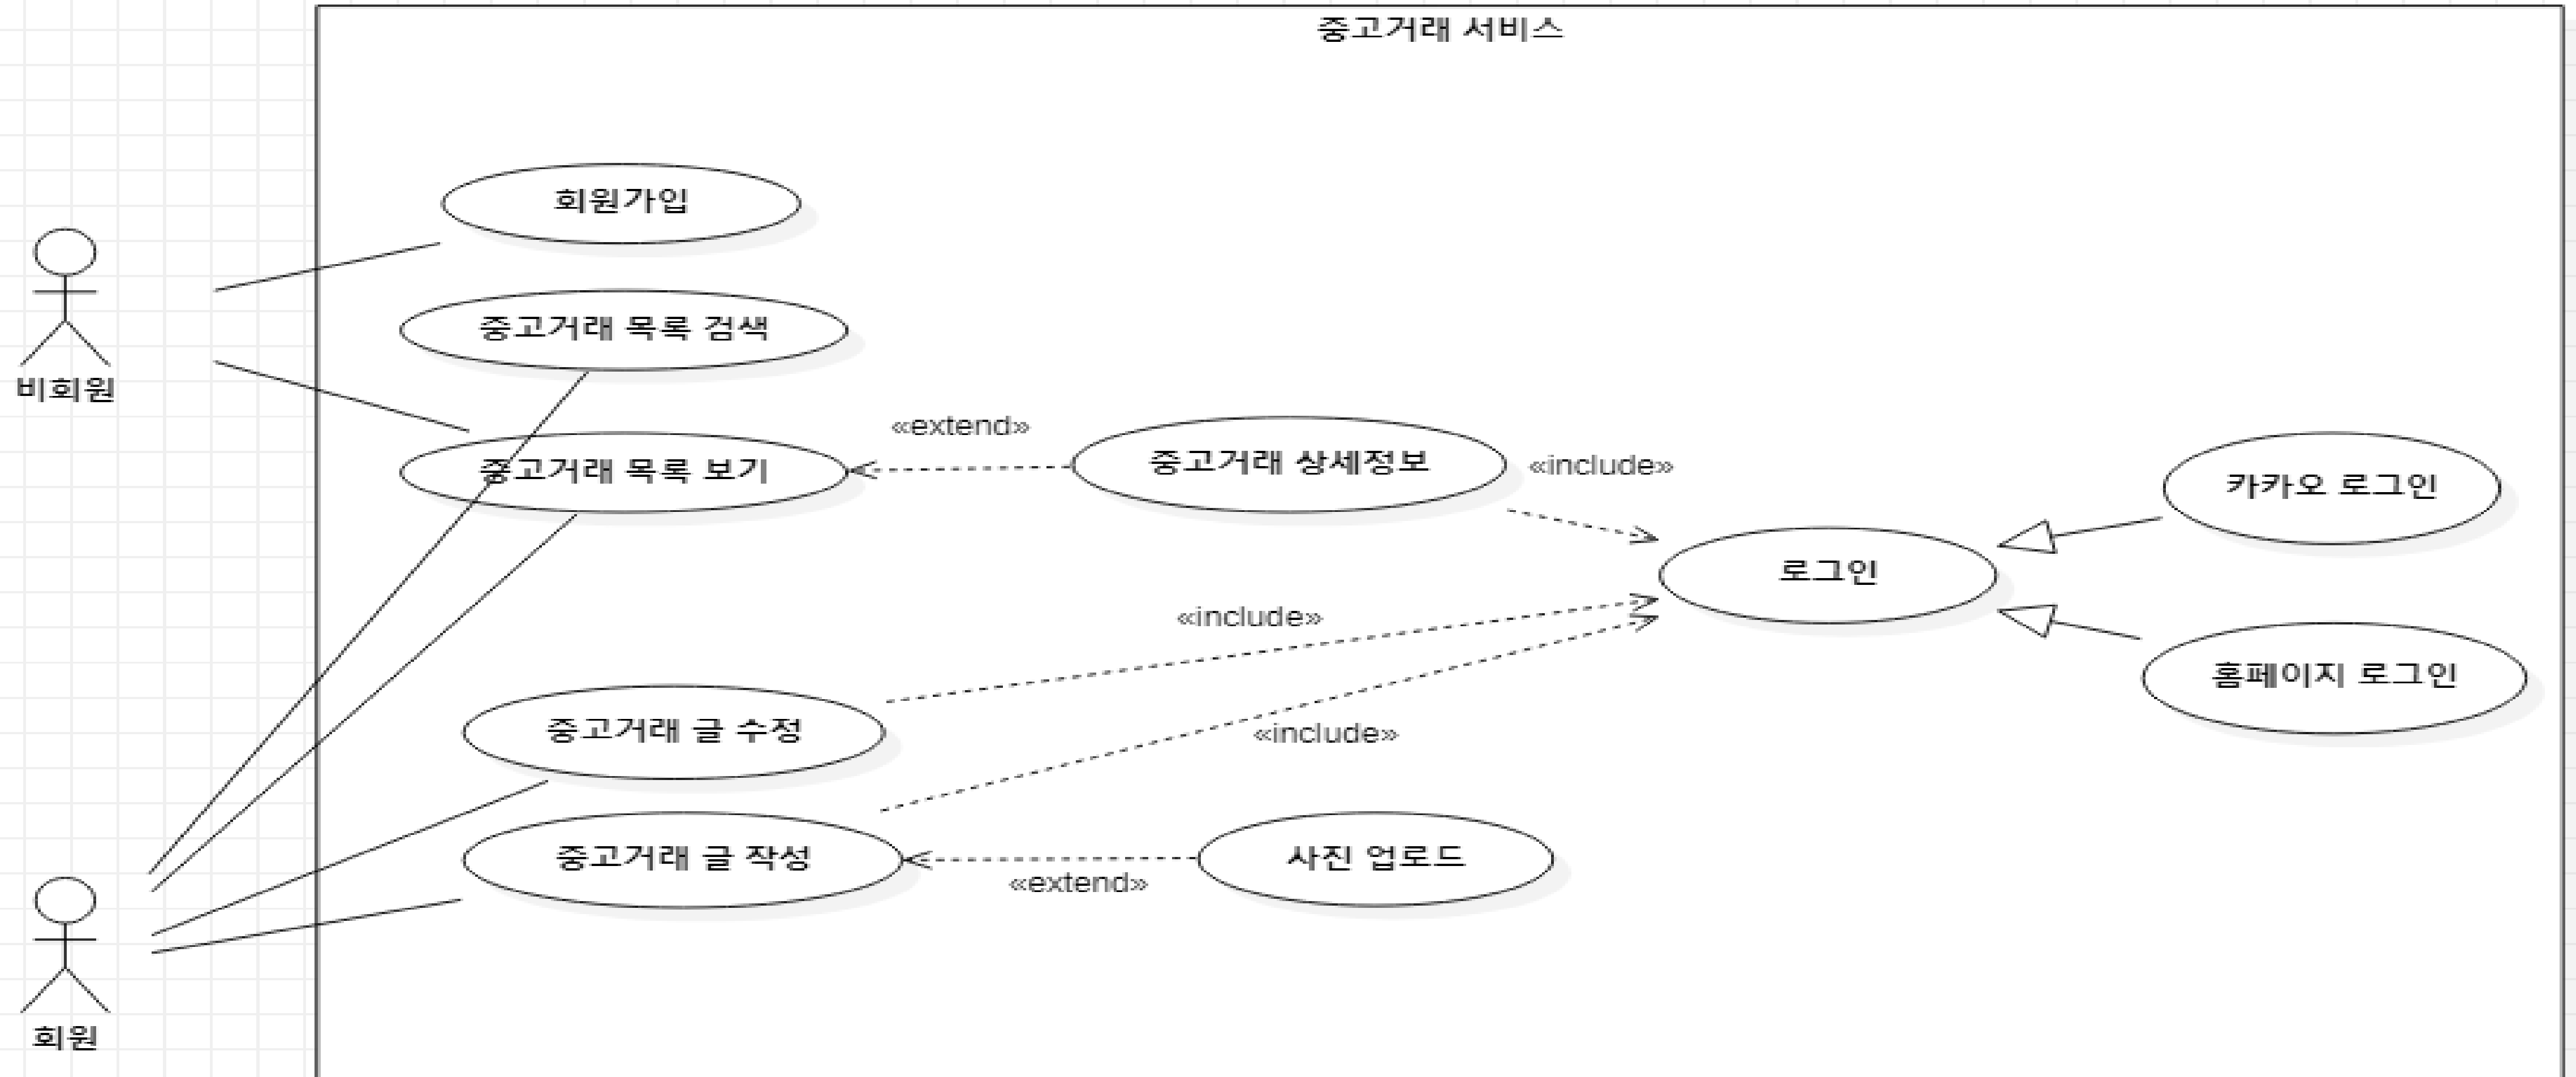 중고거래 서비스
회원가입
중고거래 목록 검색
비회원
중고거래 목록 보기
«extend»
중고거래 상세정보
«include»
카카오 로그인
로그인
«include»
홈페이지 로그인
중고거래 글 수정
«include»
중고거래 글 작성
«extend»
사진 업로드
회원